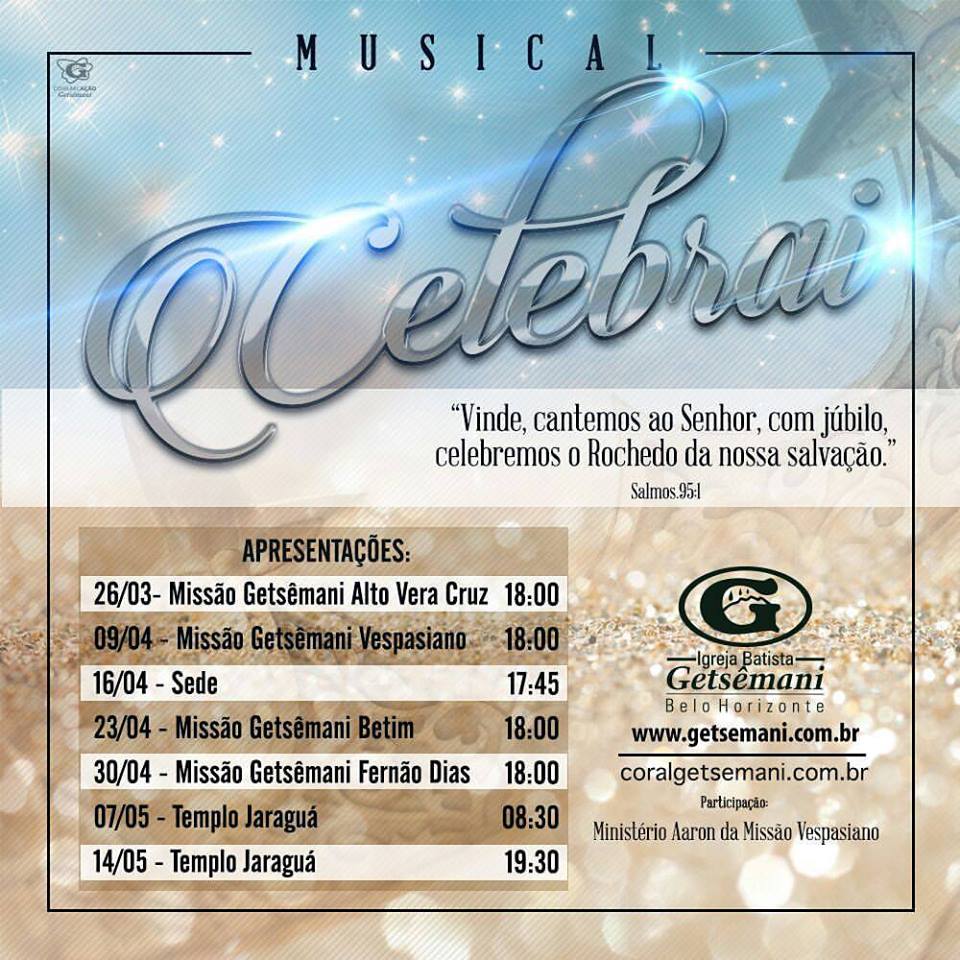 MUSICAL
COMUNICAÇÃO
Getsêmani
Celebrai
“Vinde, cantemos ao Senhor, com júbilo,
celebremos o Rochedo da nossa salvação.”
Salmos.95:1
APRESENTAÇÕES:
26/03- Missão Getsêmani Alto Vera Cruz 18:00
09/04 - Missão Getsêmani Vespasiano 18:00
16/04 - Sede 17:45
23/04 - Missão Getsêmani Betim 18:00
30/04 - Missão Getsêmani Fernão Dias 18:00
07/05 - Templo Jaraguá 08:30
14/05 - Templo Jaraguá 19:30
G
Igreja Batista
Getsêmani
Belo Horizonte
www.getsemani.com.br
coralgetsemani.com.br
Participação:
Ministério Aaron da Missão Vespasiano